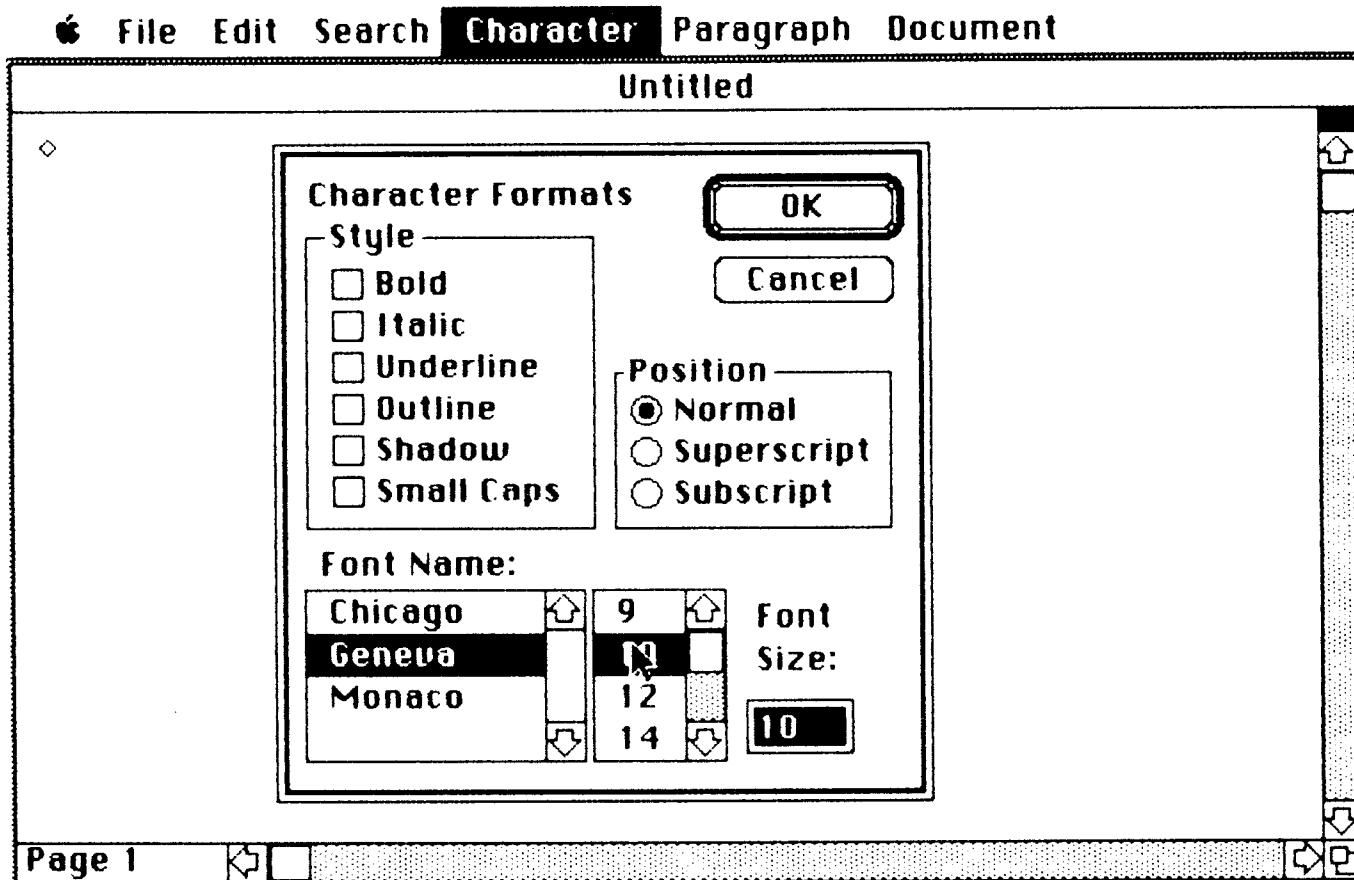 File Edit Search Character Paragraph Document
Untitled
Character Formats
OK
Cancel
Style
Bold
Italic
Underline
Outline
Shadow
Small Caps
Position
Normal
Superscript
Subscript
Font Name:
Chicago
Geneva
Monaco
9
10
12
14
Font
Size:
10
Page 1